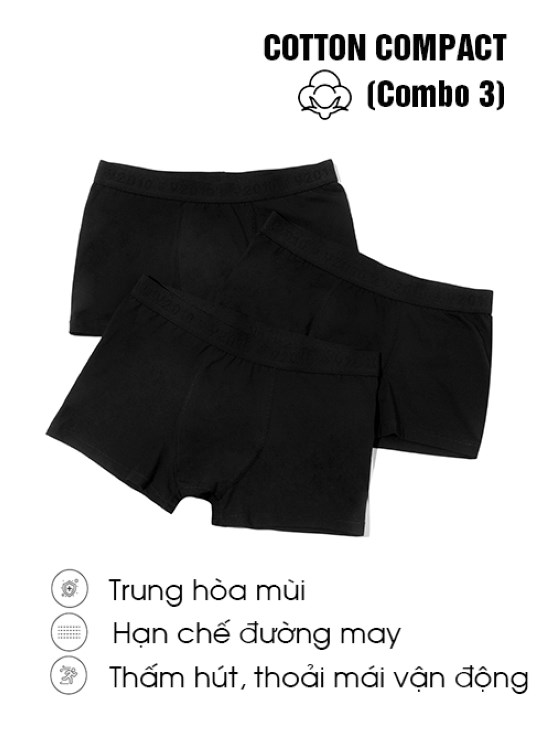 COTTON COMPACT
(Combo 3)
Trung hòa mùi
Hạn chế đường may
Thấm hút, thoải mái vận động